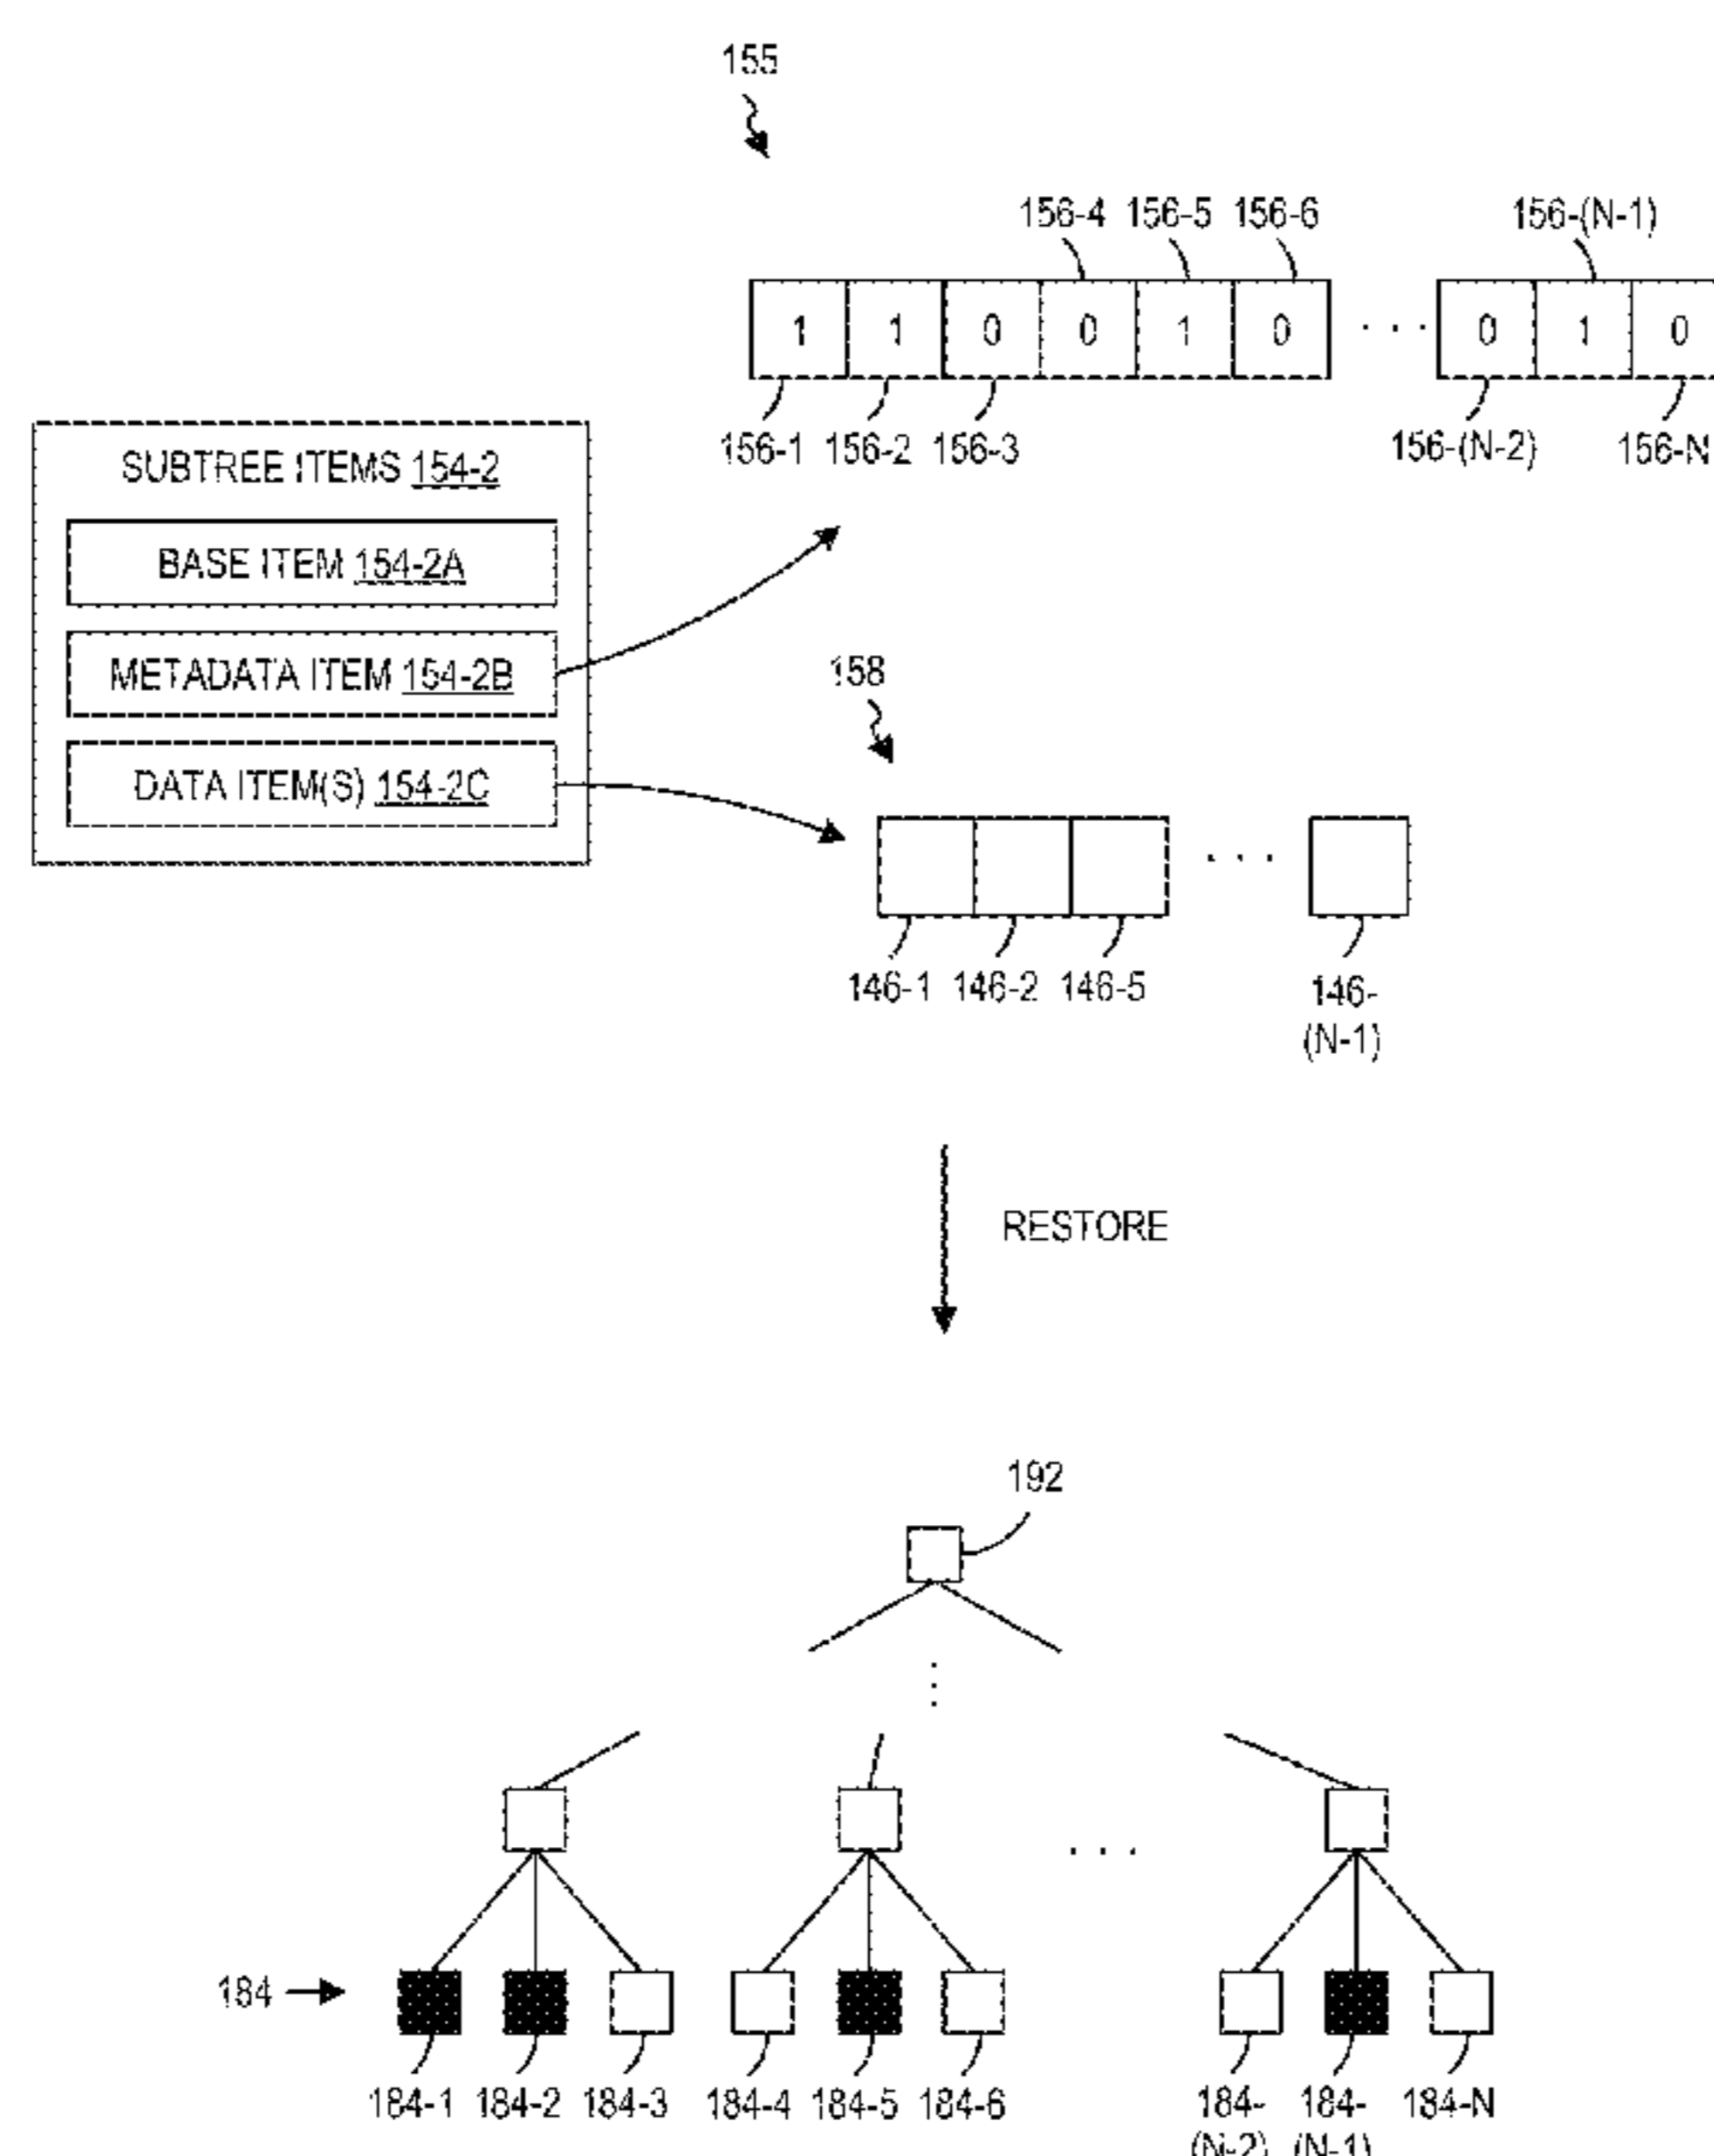 155
156-4 156-5 156-6 156-(N-1)
1 1 0 0 1 0 . . . 0 1 0
156-1 156-2 156-3 156-(N-2) 156-N
SUBTREE ITEMS 154-2
BASE ITEM 154-2A
METADATA ITEM 154-2B
DATA ITEM(S) 154-2C
158
. . .
146-1 146-2 146-5 146-
(N-1)
RESTORE
192
. . .
184
184-1 184-2 184-3 184-4 184-5 184-6 184- 184- 184-N
(N-2) (N-1)